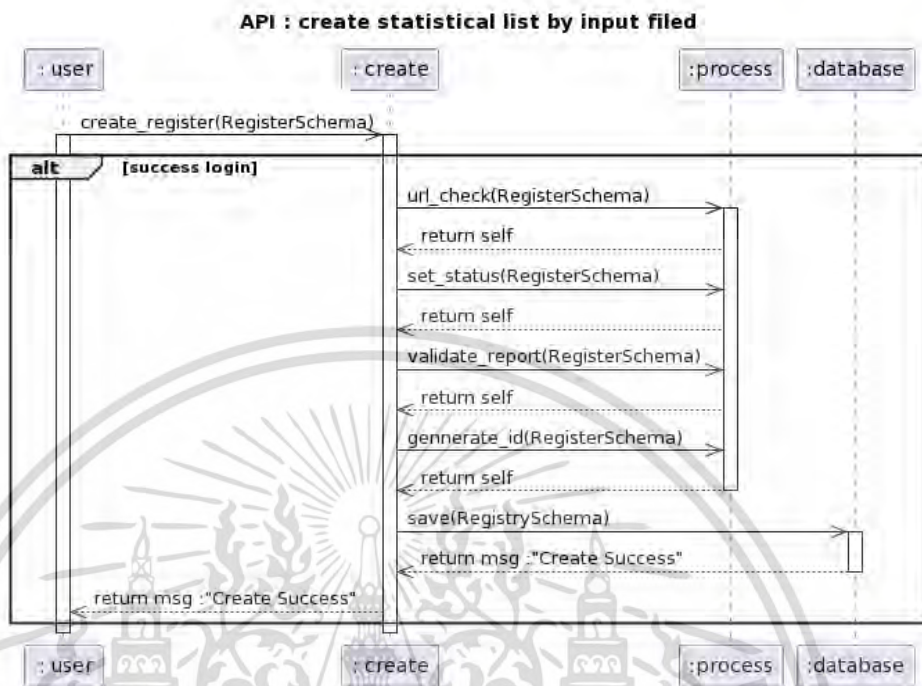 API : create statistical list by input filed
: user
: create
:process
:database
create_register(RegisterSchema)
alt
[success login]
url_check(RegisterSchema)
return self
set_status(RegisterSchema)
return self
validate_report(RegisterSchema)
return self
gennerate_id(RegisterSchema)
return self
save(RegistrySchema)
return msg :"Create Success"
return msg :"Create Success"
: user
: create
:process
:database